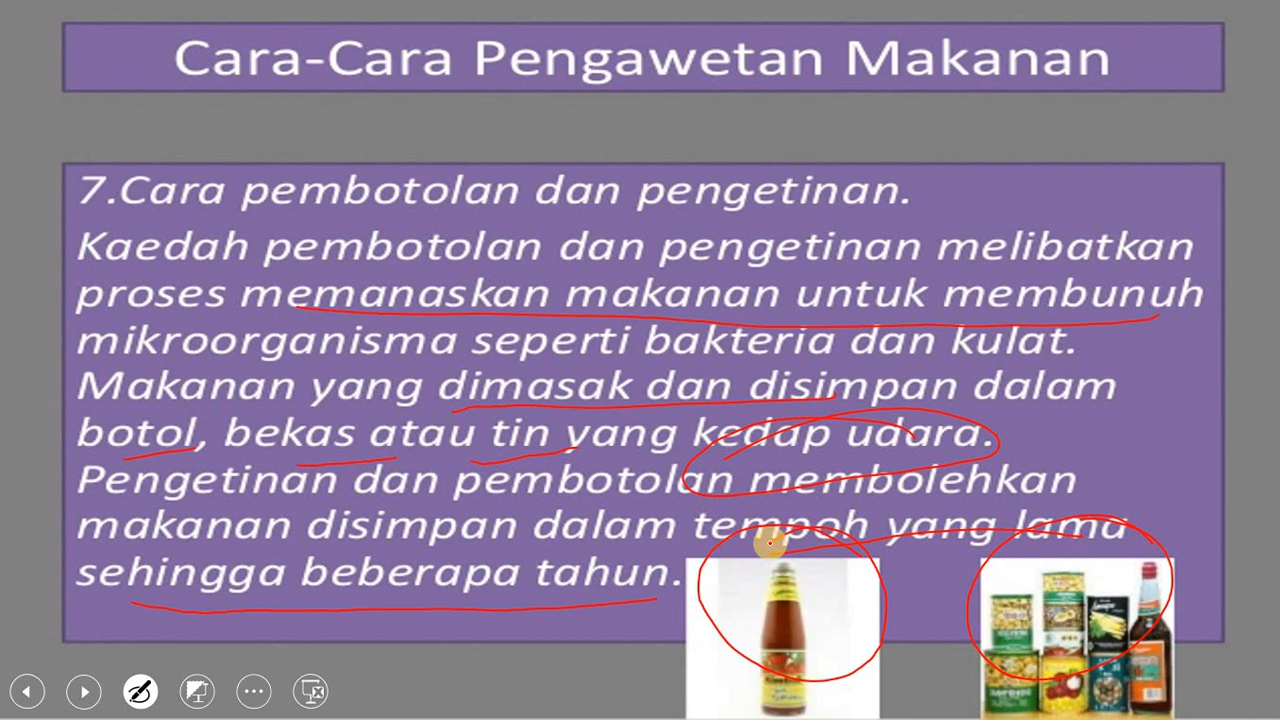 Cara-Cara Pengawetan Makanan
7.Cara pembotolan dan pengetinan.
Kaedah pembotolan dan pengetinan melibatkan
proses memanaskan makanan untuk membunuh
mikroorganisma seperti bakteria dan kulat.
Makanan yang dimasak dan disimpan dalam
botol, bekas atau tin yang kedap udara.
Pengetinan dan pembotolan membolehkan
makanan disimpan dalam tempoh yang lama
sehingga beberapa tahun.